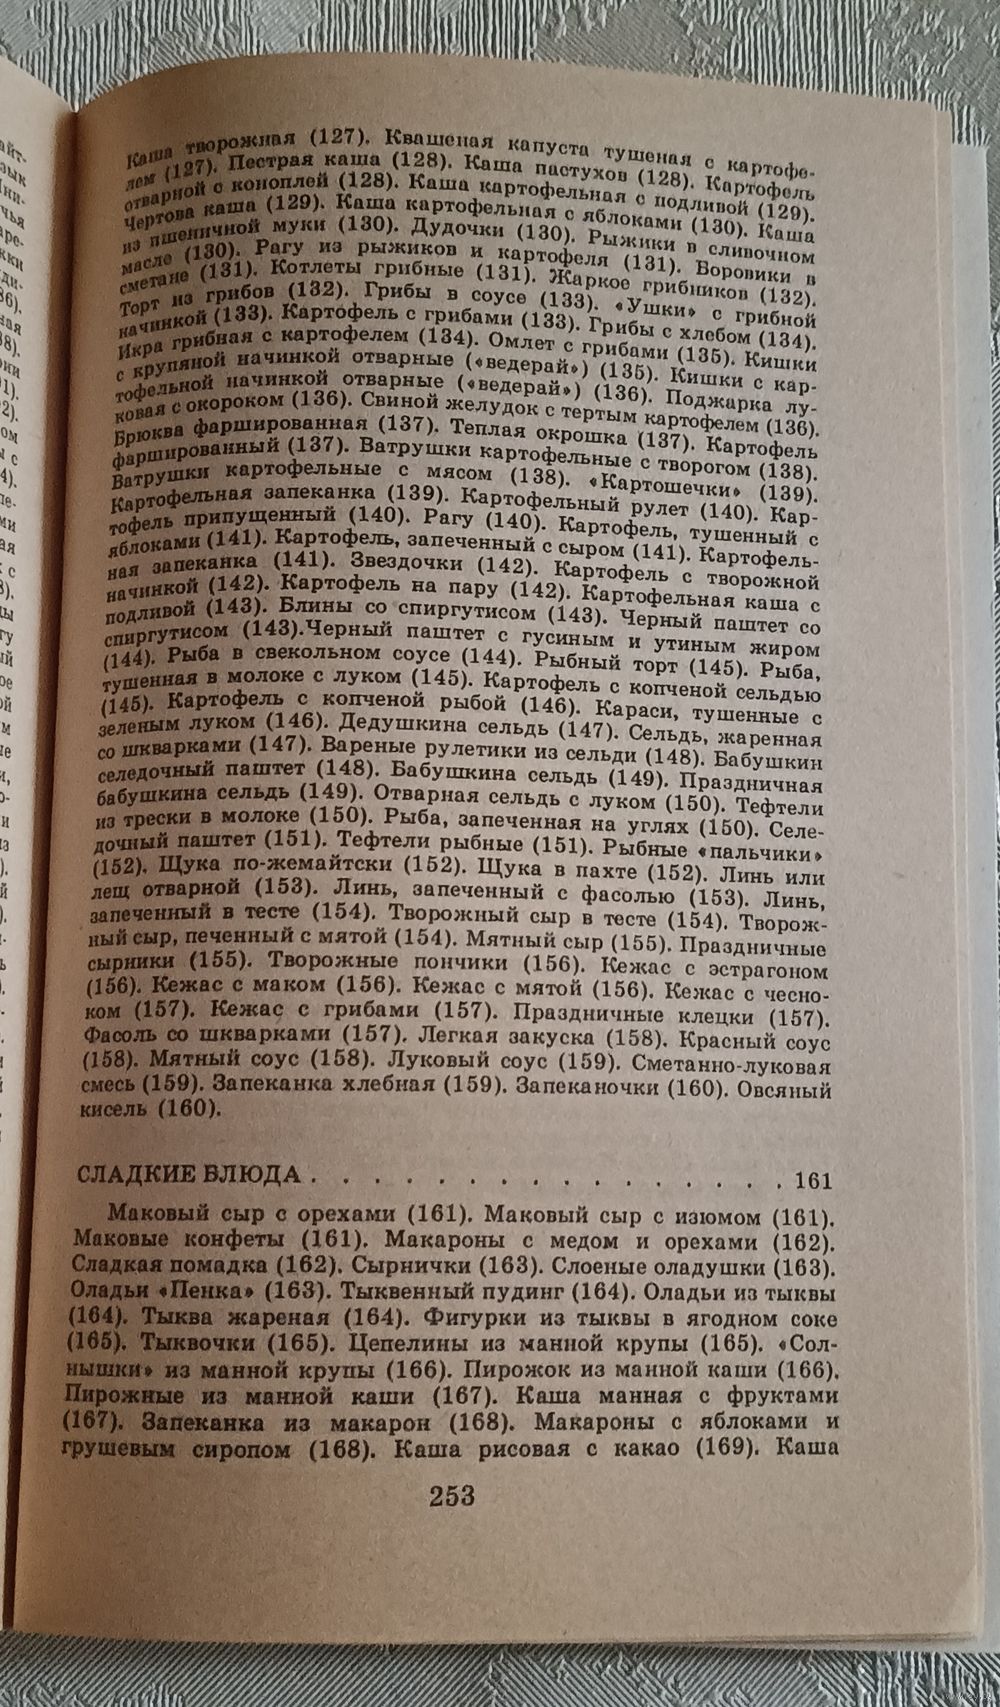 Каша творожная (127). Квашеная капуста тушеная с картофе-
лем (127). Пестрая каша (128). Каша пастухов (128). Картофель
отварной с коноплей (128). Каша картофельная с подливой (129).
Чертова каша (129). Каша картофельная с яблоками (130). Каша
из пшеничной муки (130). Дудочки (130). Рыжики в сливочном
масле (130). Рагу из рыжиков и картофеля (131). Боровики в
сметане (131). Котлеты грибные (131). Жаркое грибников (132).
Торт из грибов (132). Грибы в соусе (133). «Ушки» с грибной
начинкой (133). Картофель с грибами (133). Грибы с хлебом (134).
Икра грибная с картофелем (134). Омлет с грибами (135). Кишки
с крупяной начинкой отварные («ведерай») (135). Кишки с кар-
тофельной начинкой отварные («ведерай») (136). Поджарка лу-
ковая с окороком (136). Свиной желудок с тертым картофелем (136).
Брюква фаршированная (137). Теплая окрошка (137). Картофель
фаршированный (137). Ватрушки картофельные с творогом (138).
Ватрушки картофельные с мясом (138). «Картошечки» (139).
Картофельная запеканка (139). Картофельный рулет (140). Кар-
тофель припущенный (140). Рагу (140). Картофель, тушенный с
яблоками (141). Картофель, запеченный с сыром (141). Картофель-
ная запеканка (141). Звездочки (142). Картофель с творожной
начинкой (142). Картофель на пару (142). Картофельная каша с
подливой (143). Блины со спиргутисом (143). Черный паштет со
спиргутисом (143).Черный паштет с гусиным и утиным жиром
(144). Рыба в свекольном соусе (144). Рыбный торт (145). Рыба,
тушенная в молоке с луком (145). Картофель с копченой сельдью
(145). Картофель с копченой рыбой (146). Караси, тушенные с
зеленым луком (146). Дедушкина сельдь (147). Сельдь, жаренная
со шкварками (147). Вареные рулетики из сельди (148). Бабушкин
селедочный паштет (148). Бабушкина сельдь (149). Праздничная
бабушкина сельдь (149). Отварная сельдь с луком (150). Тефтели
из трески в молоке (150). Рыба, запеченная на углях (150). Селе-
дочный паштет (151). Тефтели рыбные (151). Рыбные «пальчики»
(152). Щука по-жемайтски (152). Щука в пахте (152). Линь или
лещ отварной (153). Линь, запеченный с фасолью (153). Линь,
запеченный в тесте (154). Творожный сыр в тесте (154). Творож-
ный сыр, печенный с мятой (154). Мятный сыр (155). Праздничные
сырники (155). Творожные пончики (156). Кежас с эстрагоном
(156). Кежас с маком (156). Кежас с мятой (156). Кежас с чесно-
ком (157). Кежас с грибами (157). Праздничные клецки (157).
Фасоль со шкварками (157). Легкая закуска (158). Красный соус
(158). Мятный соус (158). Луковый соус (159). Сметанно-луковая
смесь (159). Запеканка хлебная (159). Запеканочки (160). Овсяный
кисель (160).
СЛАДКИЕ БЛЮДА . . . . . . . . . . . . . . . . . 161
Маковый сыр с орехами (161). Маковый сыр с изюмом (161).
Маковые конфеты (161). Макароны с медом и орехами (162).
Сладкая помадка (162). Сырнички (163). Слоеные оладушки (163).
Оладьи «Пенка» (163). Тыквенный пудинг (164). Оладьи из тыквы
(164). Тыква жареная (164). Фигурки из тыквы в ягодном соке
(165). Тыквочки (165). Цепелины из манной крупы (165). «Сол-
нышки» из манной крупы (166). Пирожок из манной каши (166).
Пирожные из манной каши (167). Каша манная с фруктами
(167). Запеканка из макарон (168). Макароны с яблоками и
грушевым сиропом (168). Каша рисовая с какао (169). Каша
253